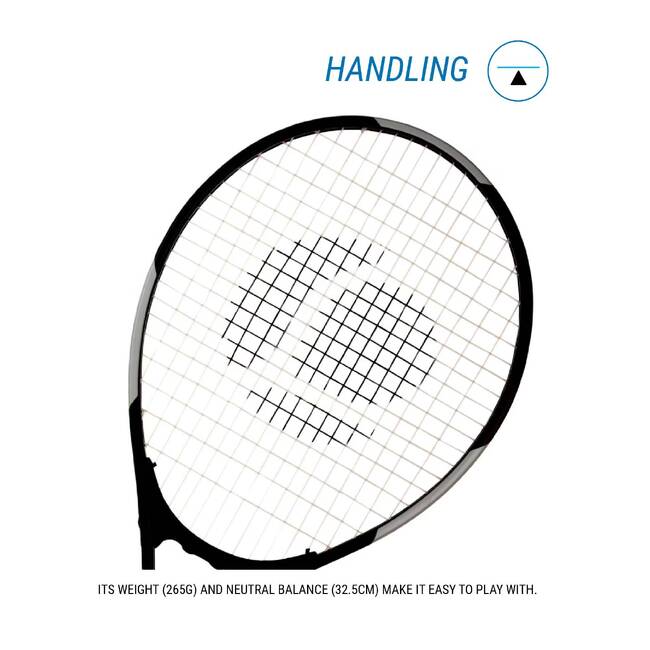 HANDLING
ITS WEIGHT (265G) AND NEUTRAL BALANCE (32.5CM) MAKE IT EASY TO PLAY WITH.